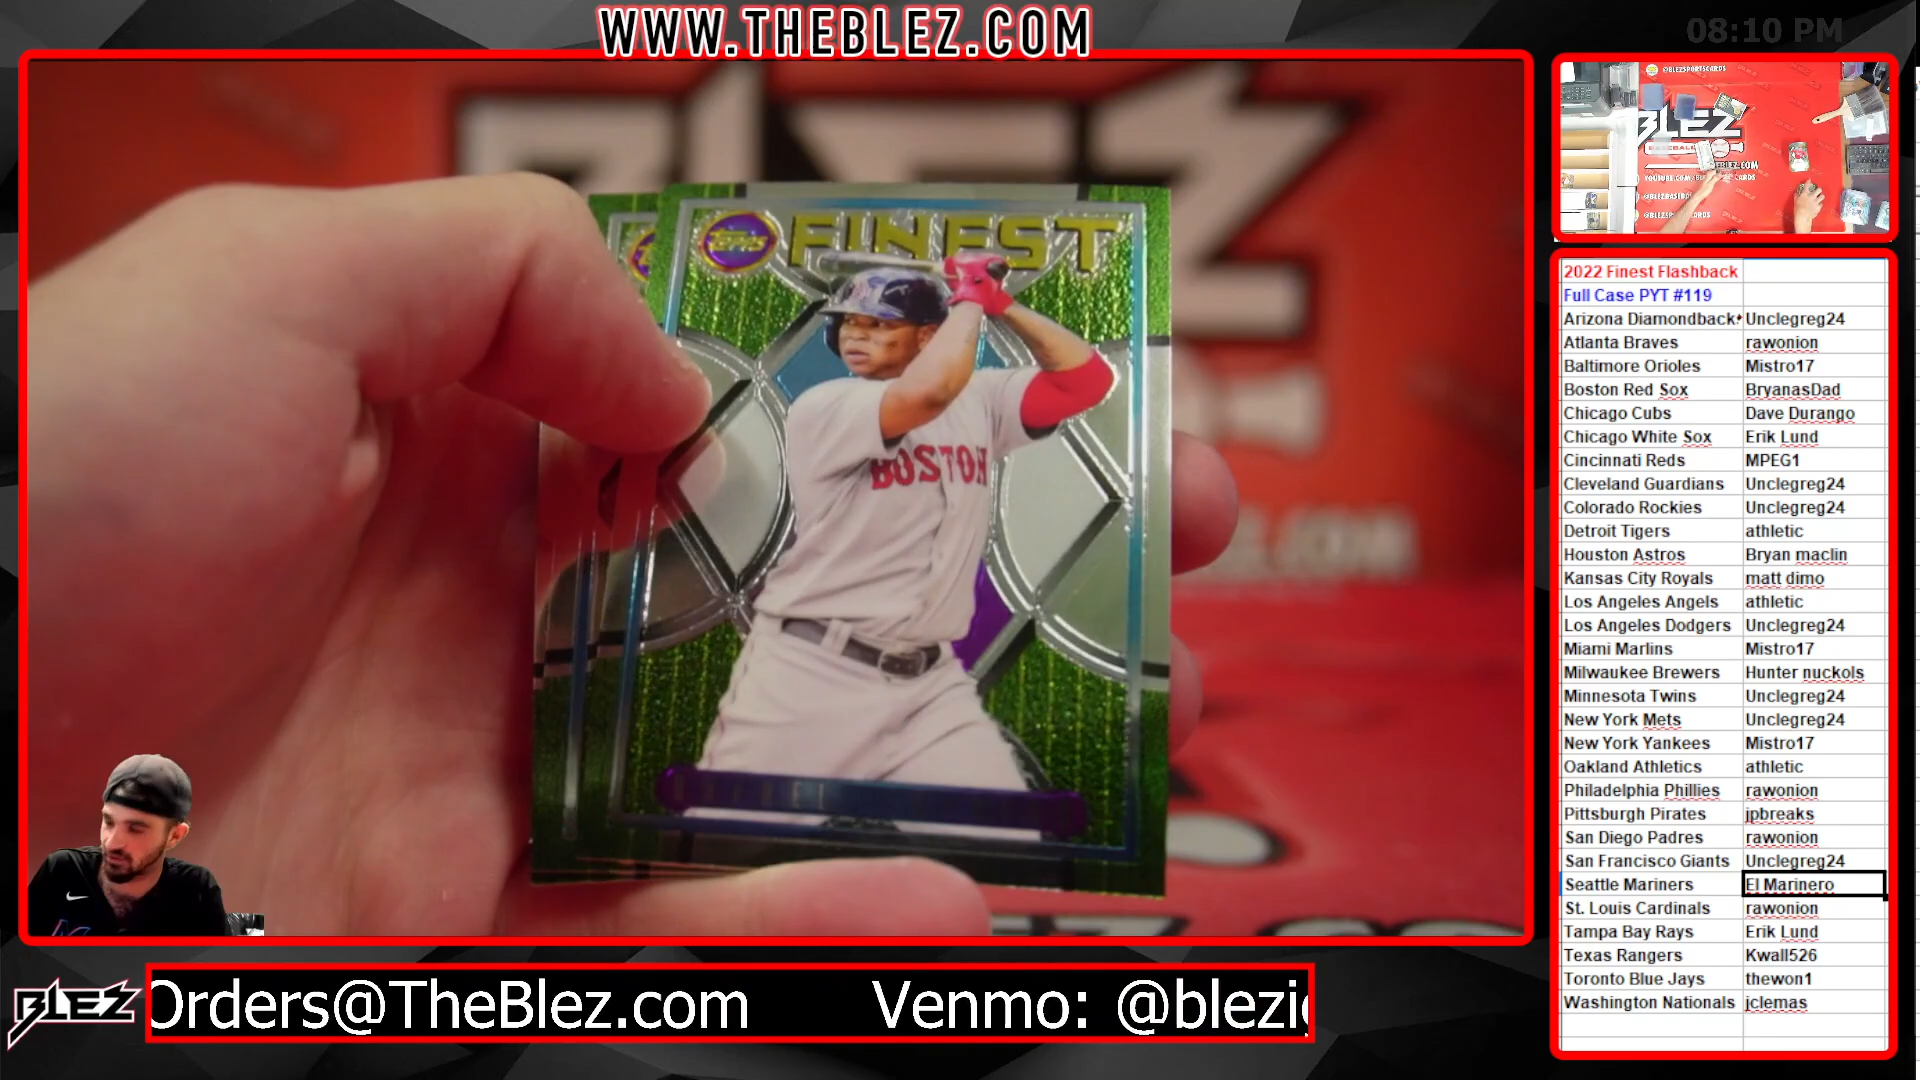 WWW.THEBLEZ.COM
08:10 PM
Topps FINEST
BOSTON
@BLEZSPORTSCARDS
BLEZ
2022 Finest Flashback
Full Case PYT #119
Arizona Diamondback Unclegreg24
Atlanta Braves rawonion
Baltimore Orioles Mistro17
Boston Red Sox BryanasDad
Chicago Cubs Dave Durango
Chicago White Sox Erik Lund
Cincinnati Reds MPEG1
Cleveland Guardians Unclegreg24
Colorado Rockies Unclegreg24
Detroit Tigers athletic
Houston Astros Bryan maclin
Kansas City Royals matt dimo
Los Angeles Angels athletic
Los Angeles Dodgers Unclegreg24
Miami Marlins Mistro17
Milwaukee Brewers Hunter nuckols
Minnesota Twins Unclegreg24
New York Mets Unclegreg24
New York Yankees Mistro17
Oakland Athletics athletic
Philadelphia Phillies rawonion
Pittsburgh Pirates jpbreaks
San Diego Padres rawonion
San Francisco Giants Unclegreg24
Seattle Mariners El Marinero
St. Louis Cardinals rawonion
Tampa Bay Rays Erik Lund
Texas Rangers Kwall526
Toronto Blue Jays thewon1
Washington Nationals jclemas
BLEZ
Orders@TheBlez.com Venmo: @blezi